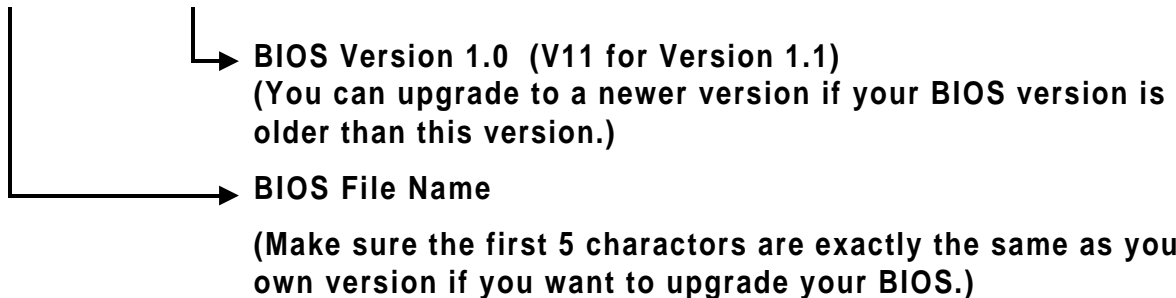 BIOS Version 1.0 (V11 for Version 1.1)
(You can upgrade to a newer version if your BIOS version is
older than this version.)
BIOS File Name
(Make sure the first 5 charactors are exactly the same as you
own version if you want to upgrade your BIOS.)